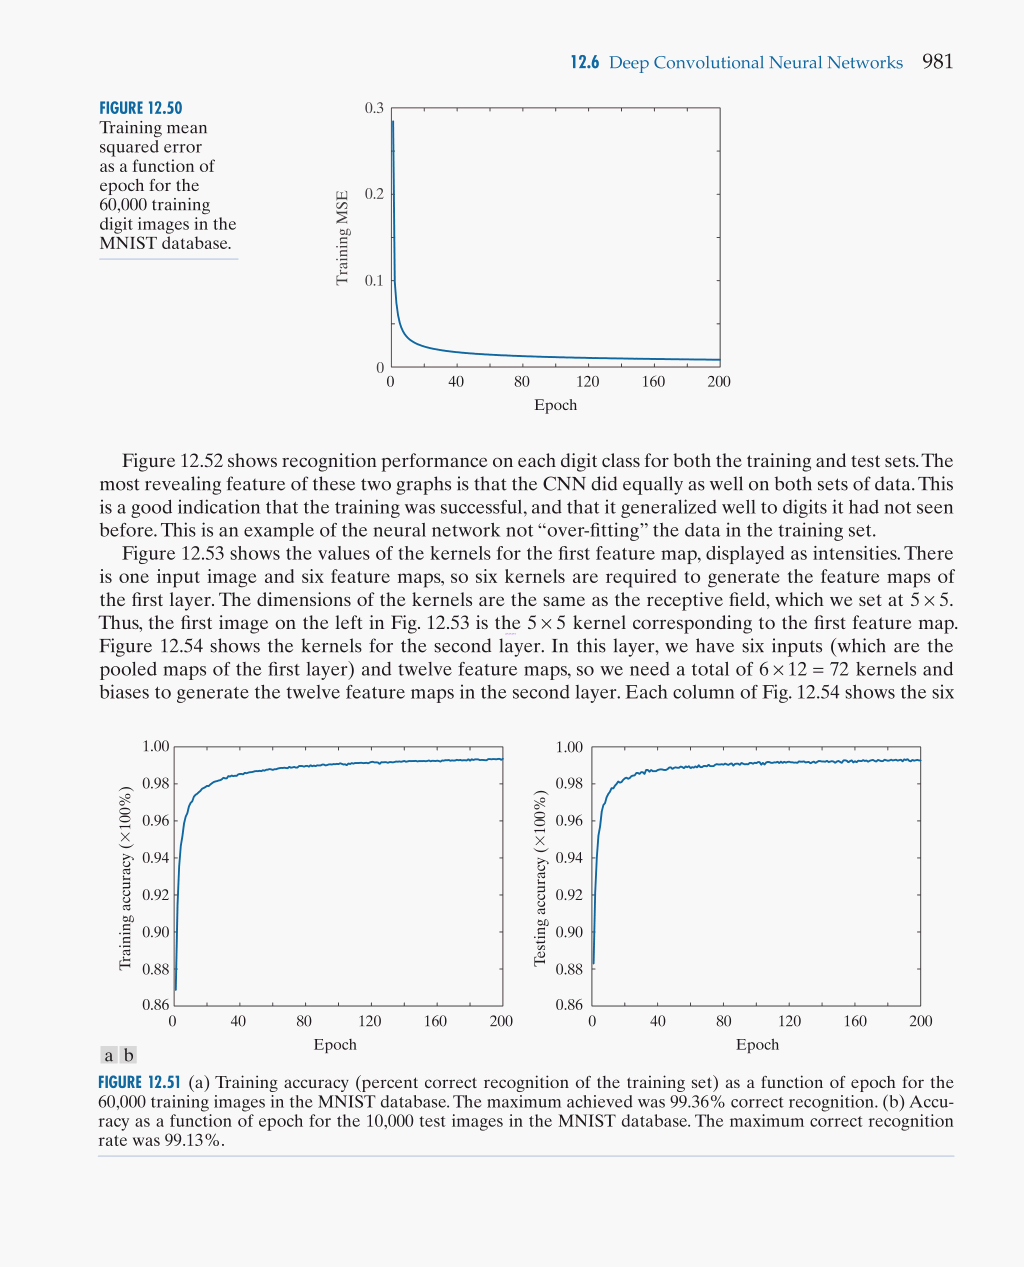 12.6 Deep Convolutional Neural Networks 981
FIGURE 12.50
Training mean
squared error
as a function of
epoch for the
60,000 training
digit images in the
MNIST database.
Training MSE
0.3
0.2
0.1
0
0 40 80 120 160 200
Epoch
Figure 12.52 shows recognition performance on each digit class for both the training and test sets. The
most revealing feature of these two graphs is that the CNN did equally as well on both sets of data. This
is a good indication that the training was successful, and that it generalized well to digits it had not seen
before. This is an example of the neural network not “over-fitting” the data in the training set.
Figure 12.53 shows the values of the kernels for the first feature map, displayed as intensities. There
is one input image and six feature maps, so six kernels are required to generate the feature maps of
the first layer. The dimensions of the kernels are the same as the receptive field, which we set at 5 × 5.
Thus, the first image on the left in Fig. 12.53 is the 5 × 5 kernel corresponding to the first feature map.
Figure 12.54 shows the kernels for the second layer. In this layer, we have six inputs (which are the
pooled maps of the first layer) and twelve feature maps, so we need a total of 6 × 12 = 72 kernels and
biases to generate the twelve feature maps in the second layer. Each column of Fig. 12.54 shows the six
Training accuracy (×100%)
1.00
0.98
0.96
0.94
0.92
0.90
0.88
0.86
0 40 80 120 160 200
Epoch
Testing accuracy (×100%)
1.00
0.98
0.96
0.94
0.92
0.90
0.88
0.86
0 40 80 120 160 200
Epoch
a b
FIGURE 12.51 (a) Training accuracy (percent correct recognition of the training set) as a function of epoch for the
60,000 training images in the MNIST database. The maximum achieved was 99.36% correct recognition. (b) Accu-
racy as a function of epoch for the 10,000 test images in the MNIST database. The maximum correct recognition
rate was 99.13%.